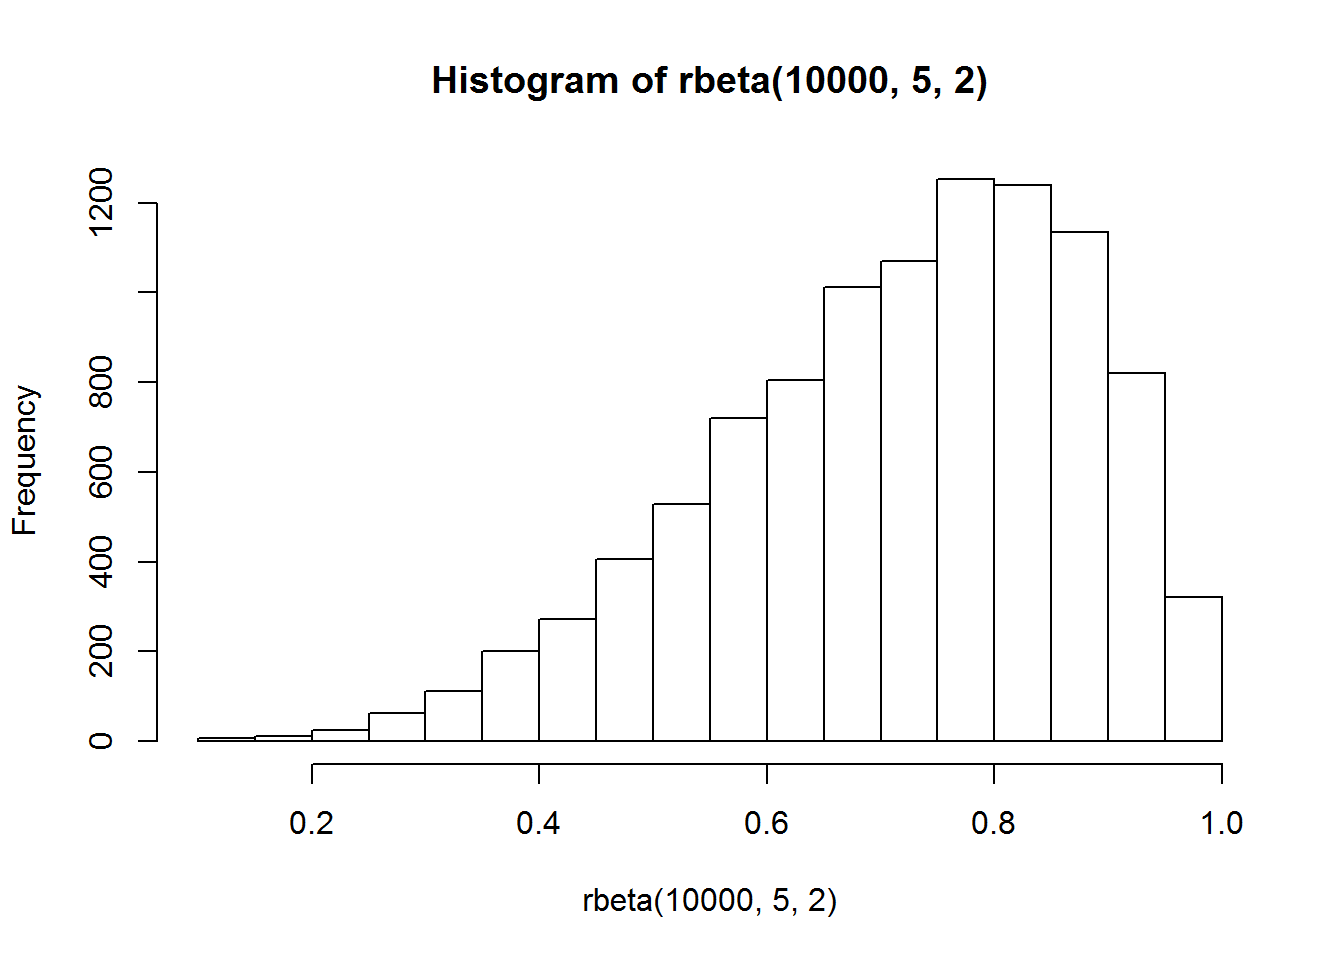 Histogram of rbeta(10000, 5, 2)
Frequency
1200
800
600
400
200
0
0.2 0.4 0.6 0.8 1.0
rbeta(10000, 5, 2)